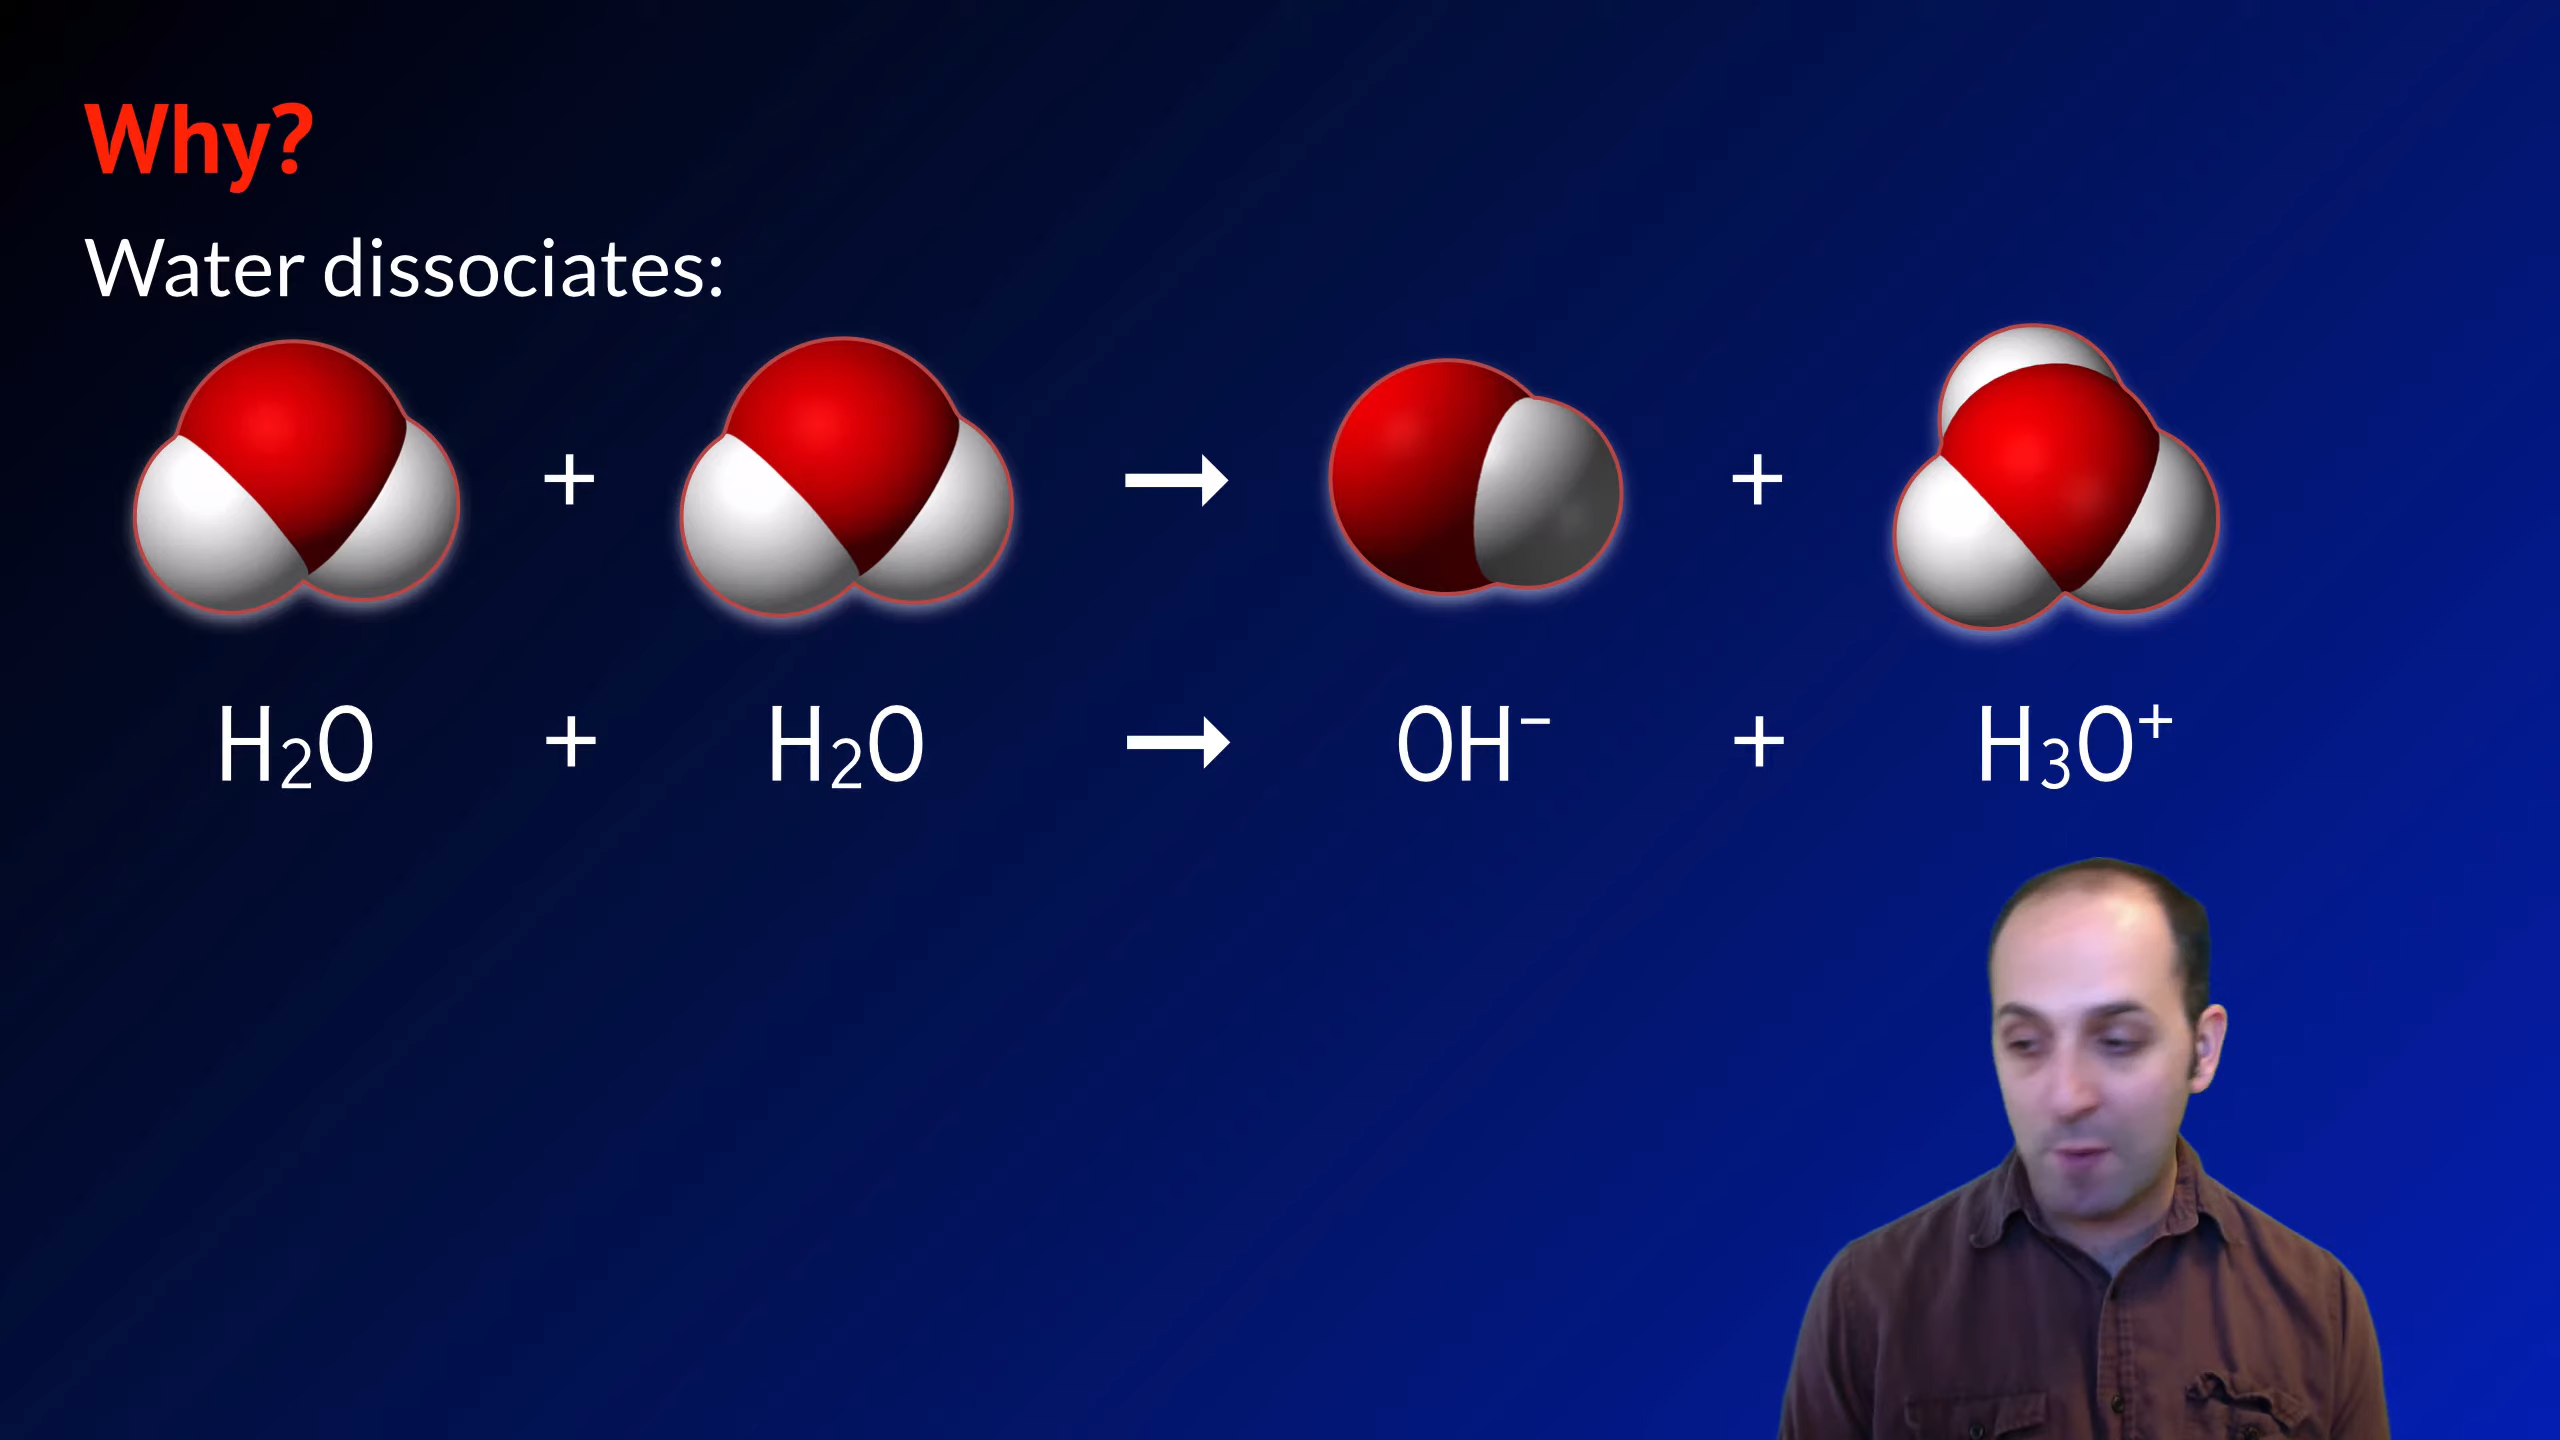 Why?
Water dissociates:
+ → +
H₂O + H₂O → OH⁻ + H₃O⁺